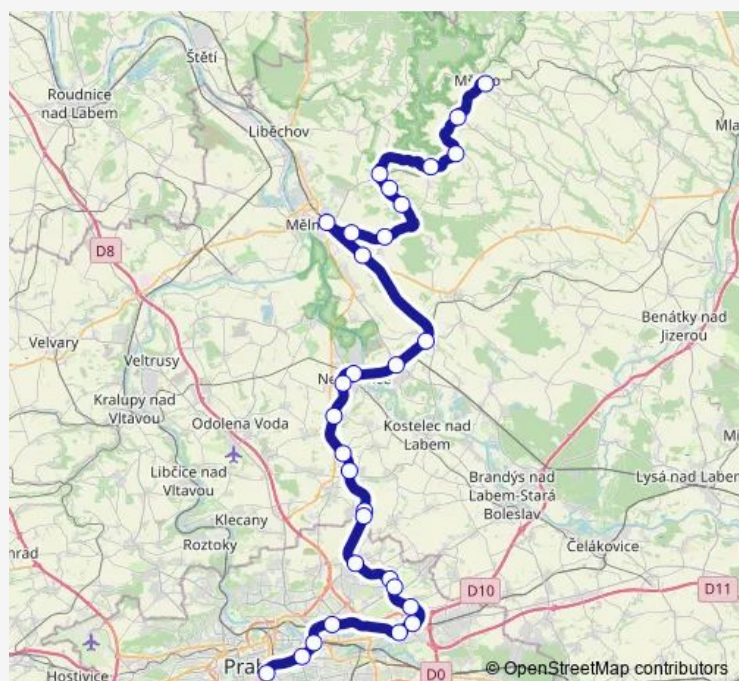 Štětí
Roudnice
nad Labem
Liběchov
D8
Velvary
Veltrusy
Kralupy nad
Vltavou
Odolena Voda
Kostelec nad
Labem
Benátky nad
Jizerou
Libčice nad
Vltavou
Klecany
Roztoky
Brandýs nad
Labem-Stará
Boleslav
Lysá nad Labem
Čelákovice
D10
D11
Hostivice
D0
© OpenStreetMap contributors